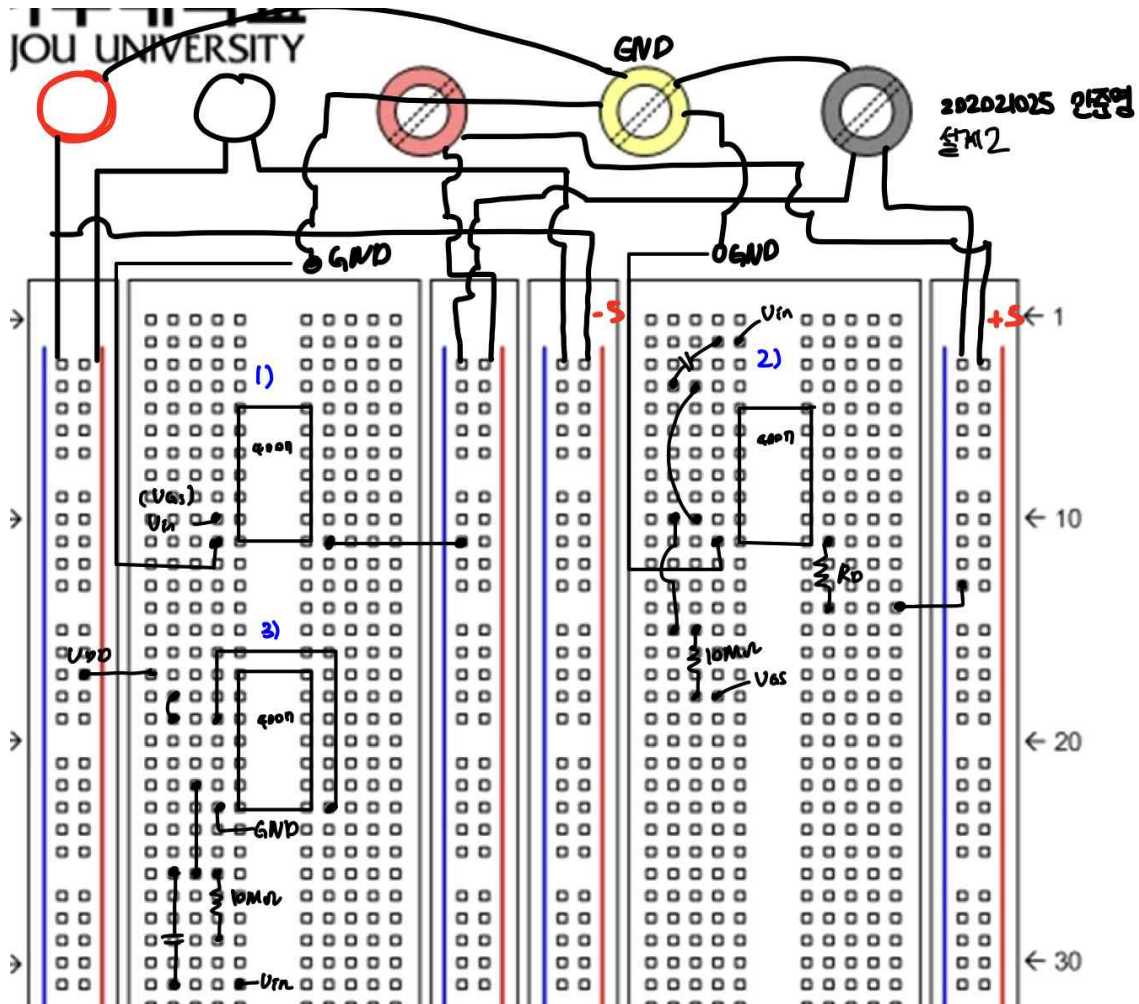 JOU UNIVERSITY
GND
202021025 안준영
설계2
GND
GND
-5
+5
← 1
Vin
1)
2)
4007
4007
(VGS)
Vin
← 10
RD
3)
VDD
10MΩ
VGS
4007
← 20
GND
10MΩ
Vin
← 30